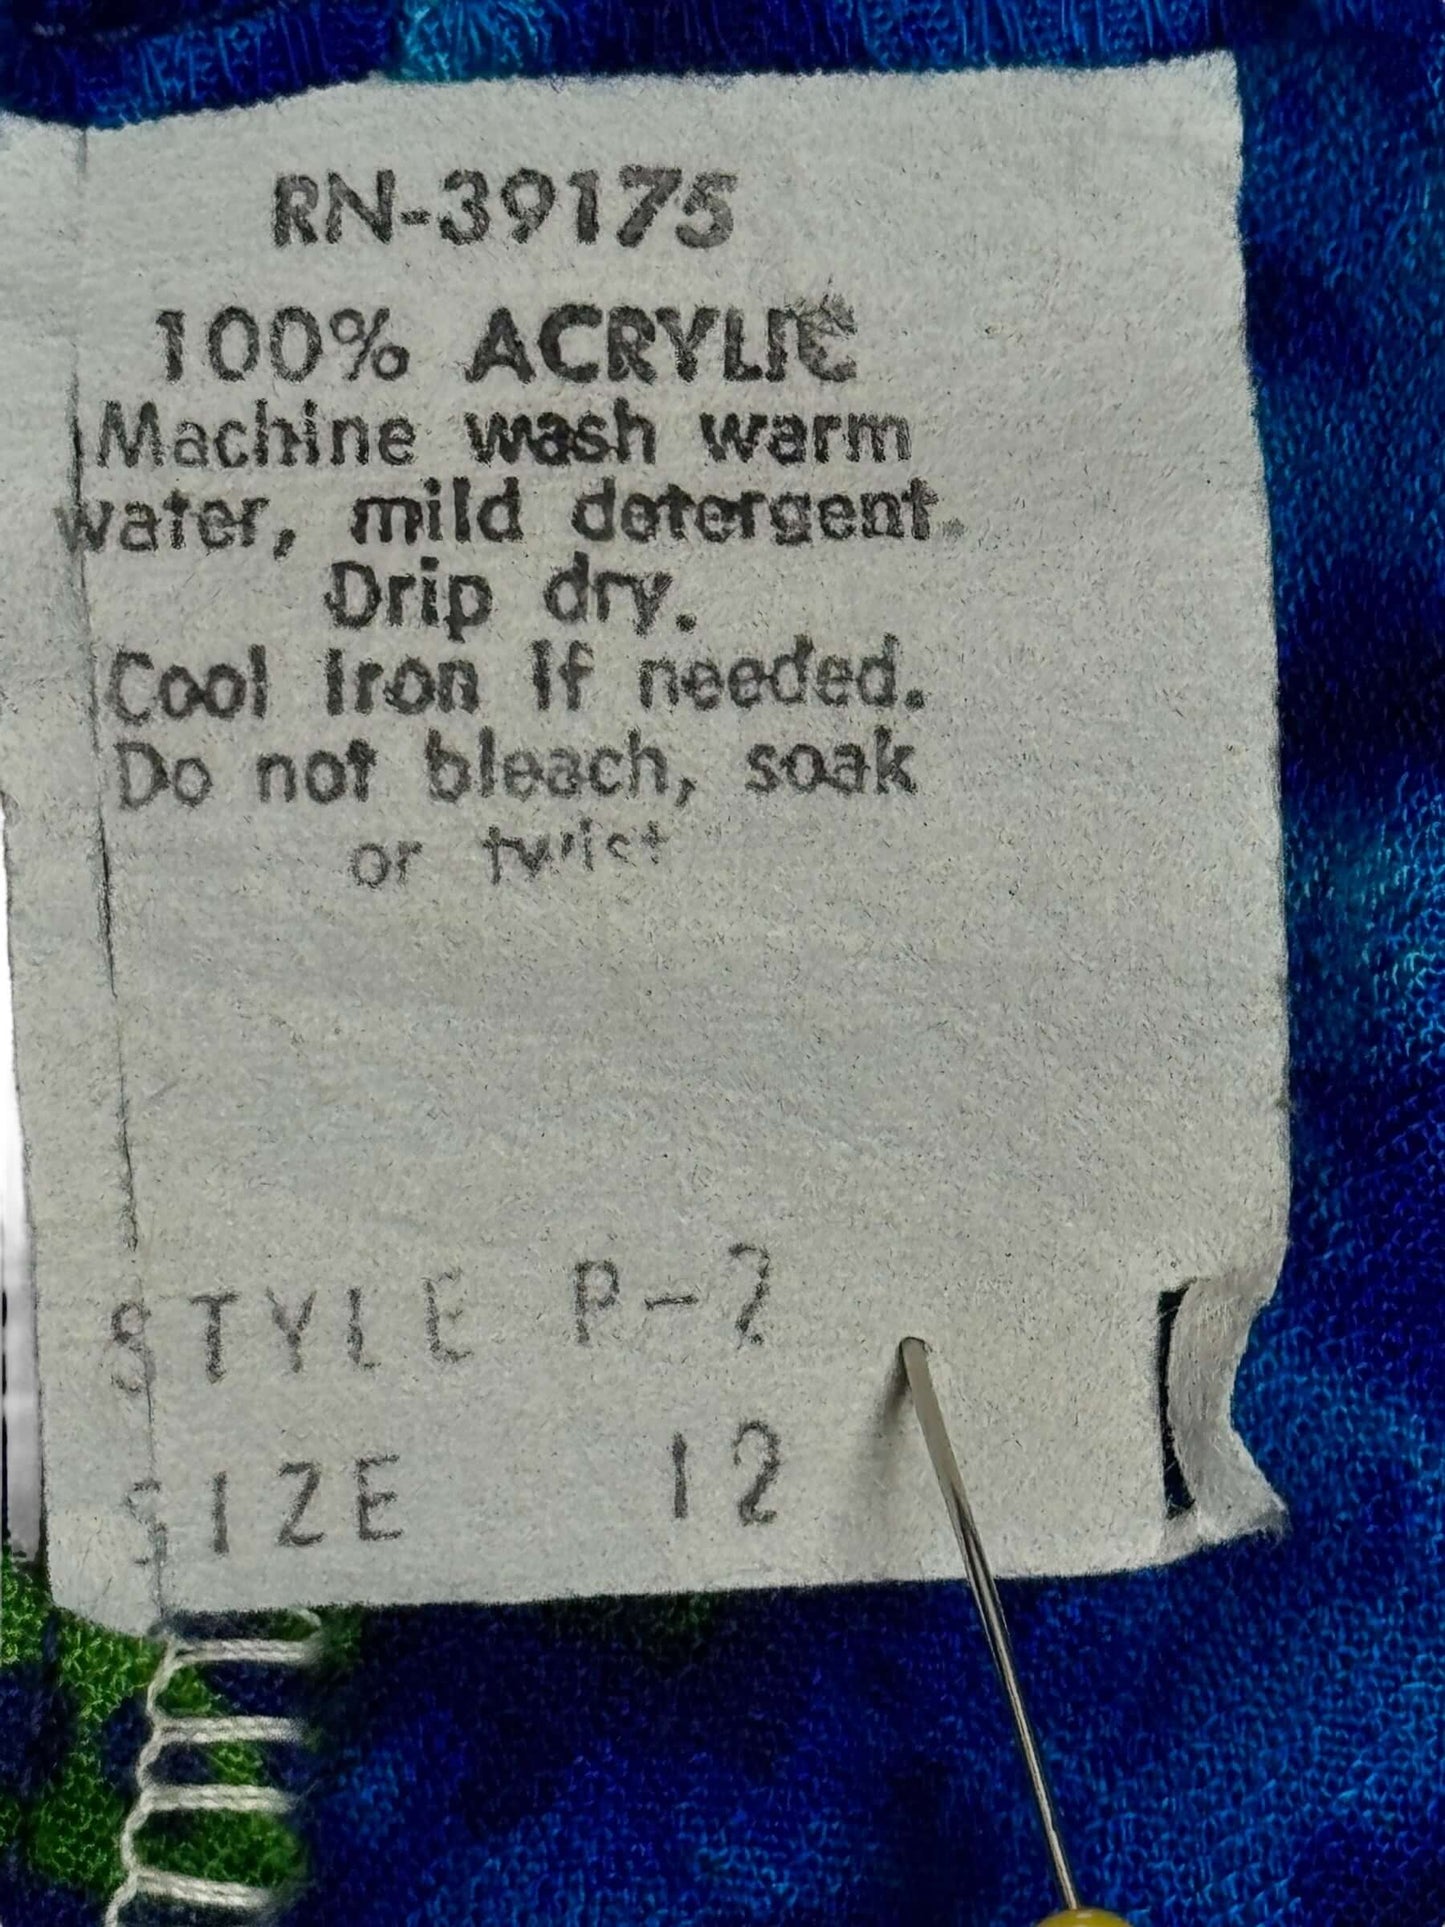 RN-39175
100% ACRYLIC
Machine wash warm
water, mild detergent.
Drip dry.
Cool Iron If needed.
Do not bleach, soak
or twist
STYLE P-2
SIZE 12